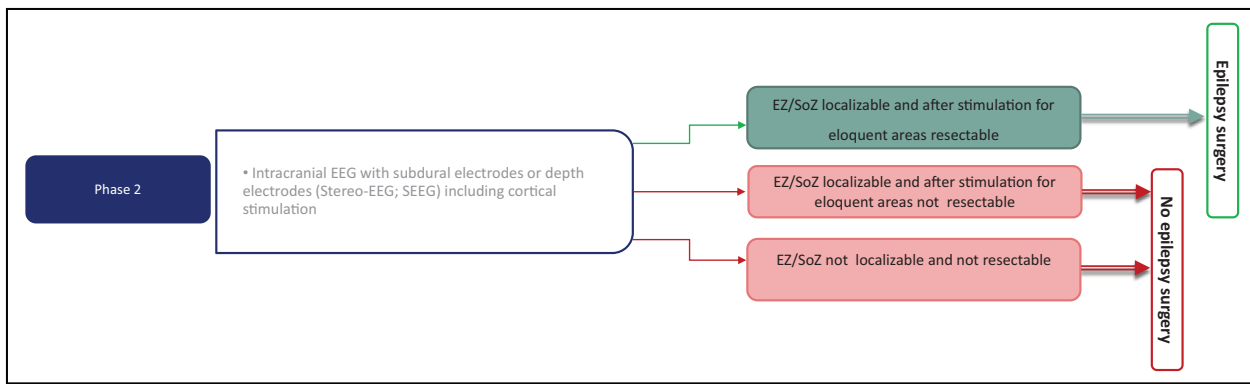 Phase 2
• Intracranial EEG with subdural electrodes or depth
electrodes (Stereo-EEG; SEEG) including cortical
stimulation
EZ/SoZ localizable and after stimulation for
eloquent areas resectable
EZ/SoZ localizable and after stimulation for
eloquent areas not resectable
EZ/SoZ not localizable and not resectable
Epilepsy surgery
No epilepsy surgery